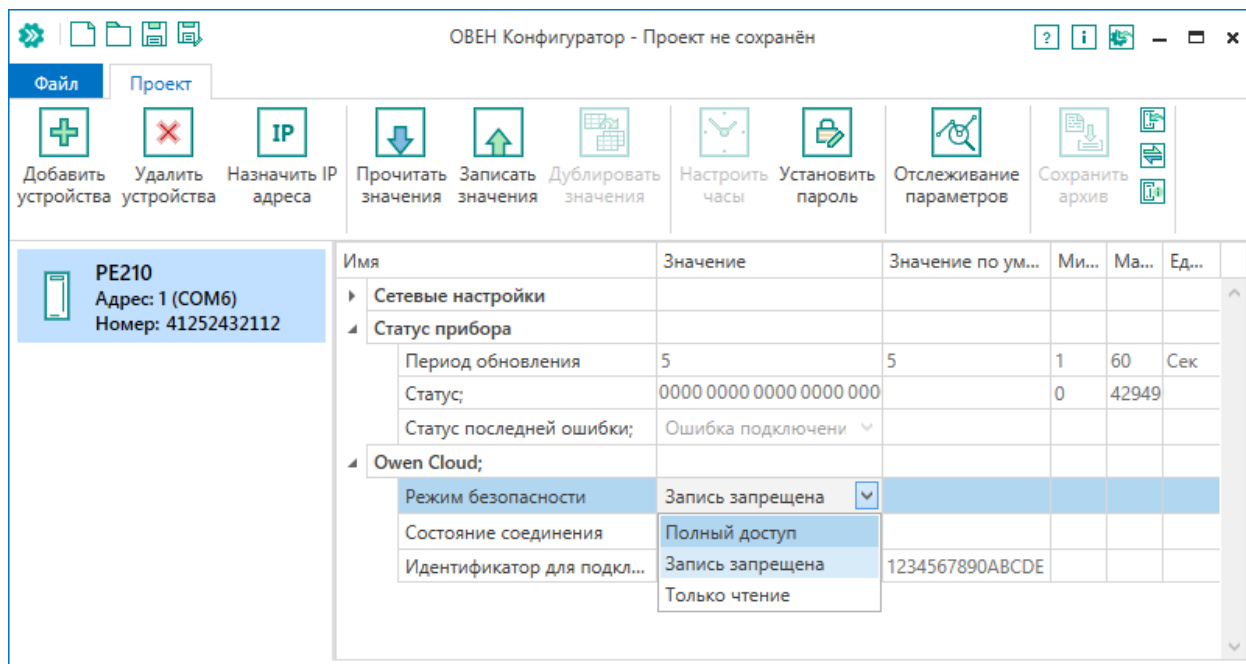 ОВЕН Конфигуратор - Проект не сохранён
? i
Файл Проект
IP
Добавить устройства
Удалить устройства
Назначить IP адреса
Прочитать значения
Записать значения
Дублировать значения
Настроить часы
Установить пароль
Отслеживание параметров
Сохранить архив
PE210
Адрес: 1 (COM6)
Номер: 41252432112
Имя Значение Значение по ум... Ми... Ма... Ед...
Сетевые настройки
Статус прибора
Период обновления 5 5 1 60 Сек
Статус; 0000 0000 0000 0000 000 0 42949
Статус последней ошибки; Ошибка подключени
Owen Cloud;
Режим безопасности Запись запрещена
Состояние соединения Полный доступ
Идентификатор для подкл... Запись запрещена 1234567890ABCDE
Только чтение